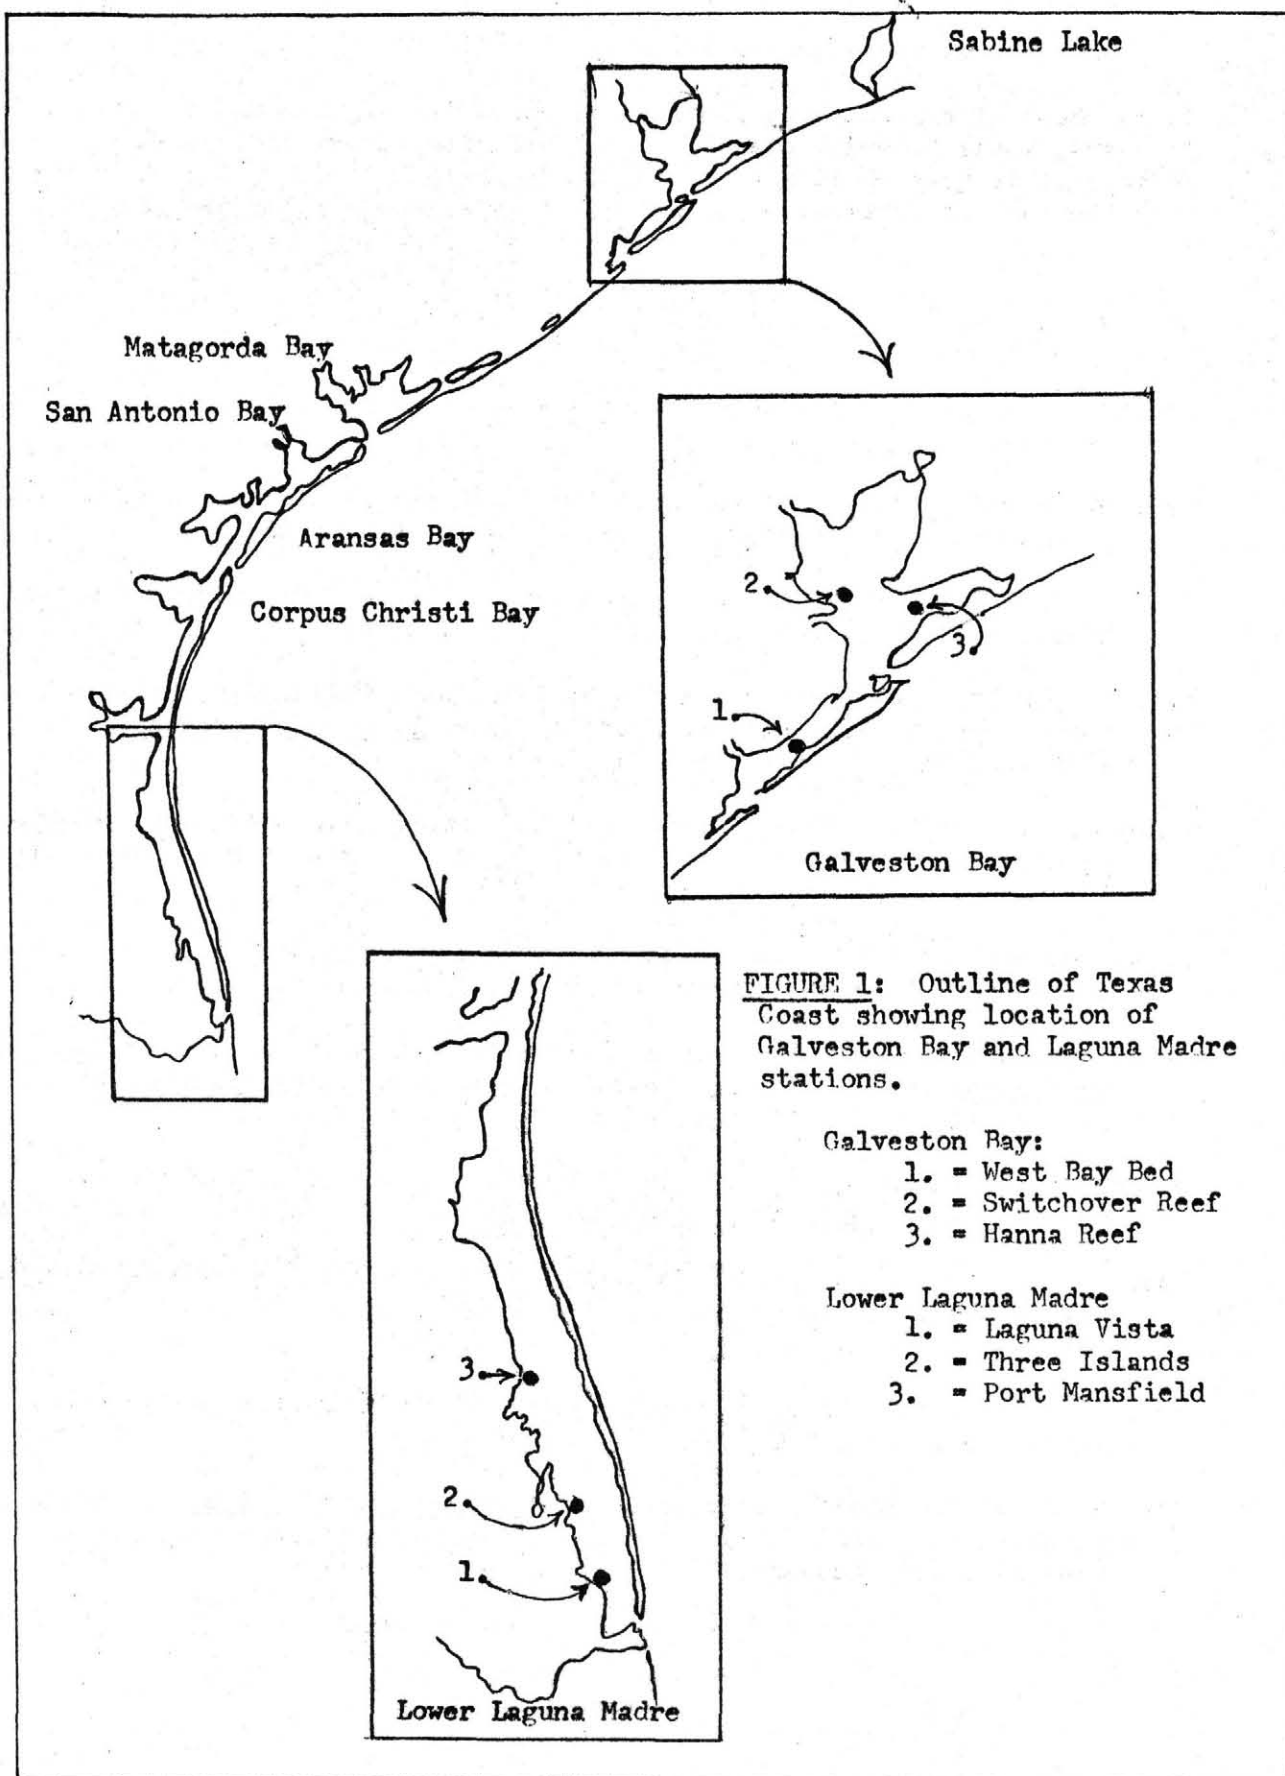 Sabine Lake
Matagorda Bay
San Antonio Bay
Aransas Bay
Corpus Christi Bay
2.
3.
1.
Galveston Bay
FIGURE 1: Outline of Texas
Coast showing location of
Galveston Bay and Laguna Madre
stations.
Galveston Bay:
1. = West Bay Bed
2. = Switchover Reef
3. = Hanna Reef
Lower Laguna Madre
1. = Laguna Vista
2. = Three Islands
3. = Port Mansfield
3.
2.
1.
Lower Laguna Madre